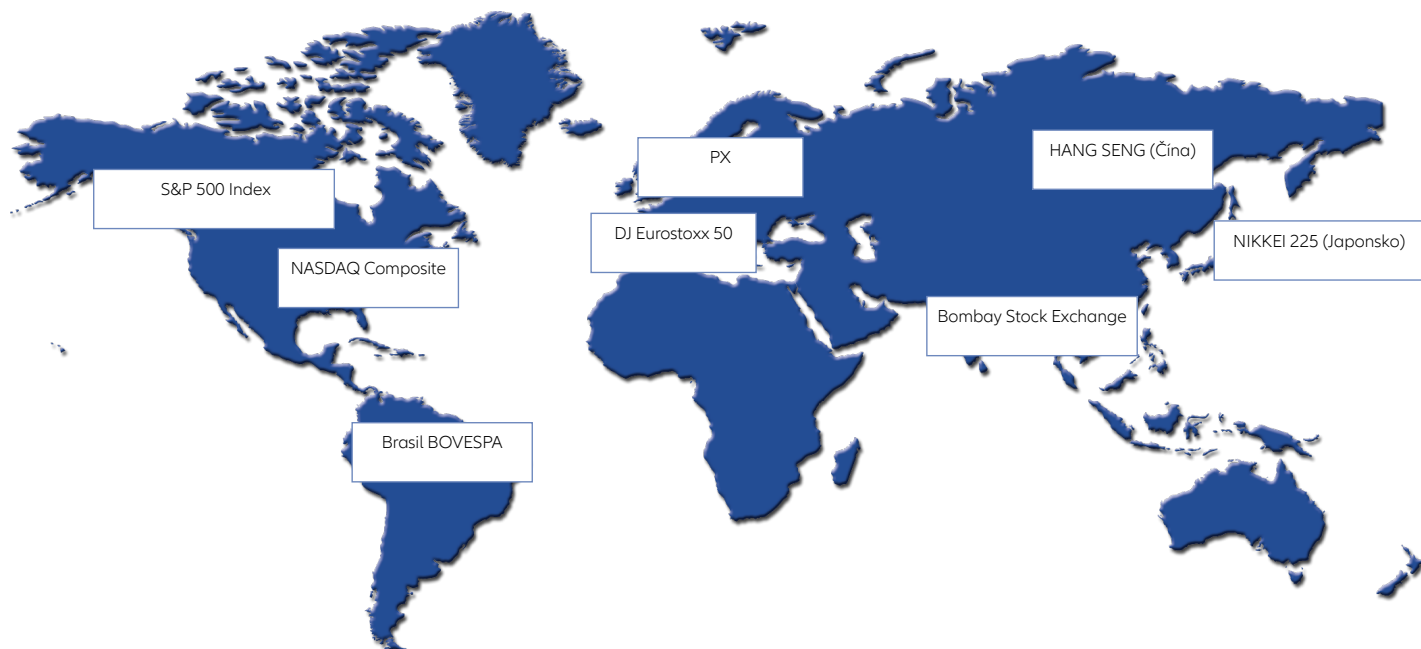 PX
HANG SENG (Čína)
S&P 500 Index
DJ Eurostoxx 50
NIKKEI 225 (Japonsko)
NASDAQ Composite
Bombay Stock Exchange
Brasil BOVESPA